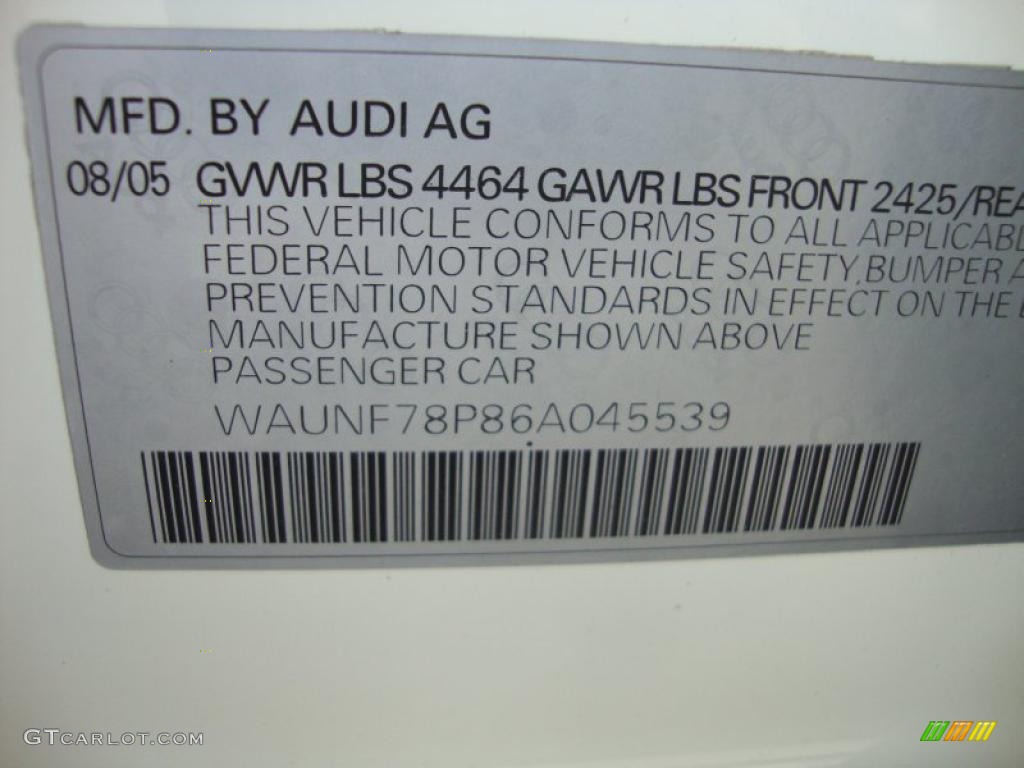 MFD. BY AUDI AG
08/05 GVWR LBS 4464 GAWR LBS FRONT 2425/REA
THIS VEHICLE CONFORMS TO ALL APPLICABL
FEDERAL MOTOR VEHICLE SAFETY, BUMPER A
PREVENTION STANDARDS IN EFFECT ON THE
MANUFACTURE SHOWN ABOVE
PASSENGER CAR
WAUNF78P86A045539
GTCARLOT.COM